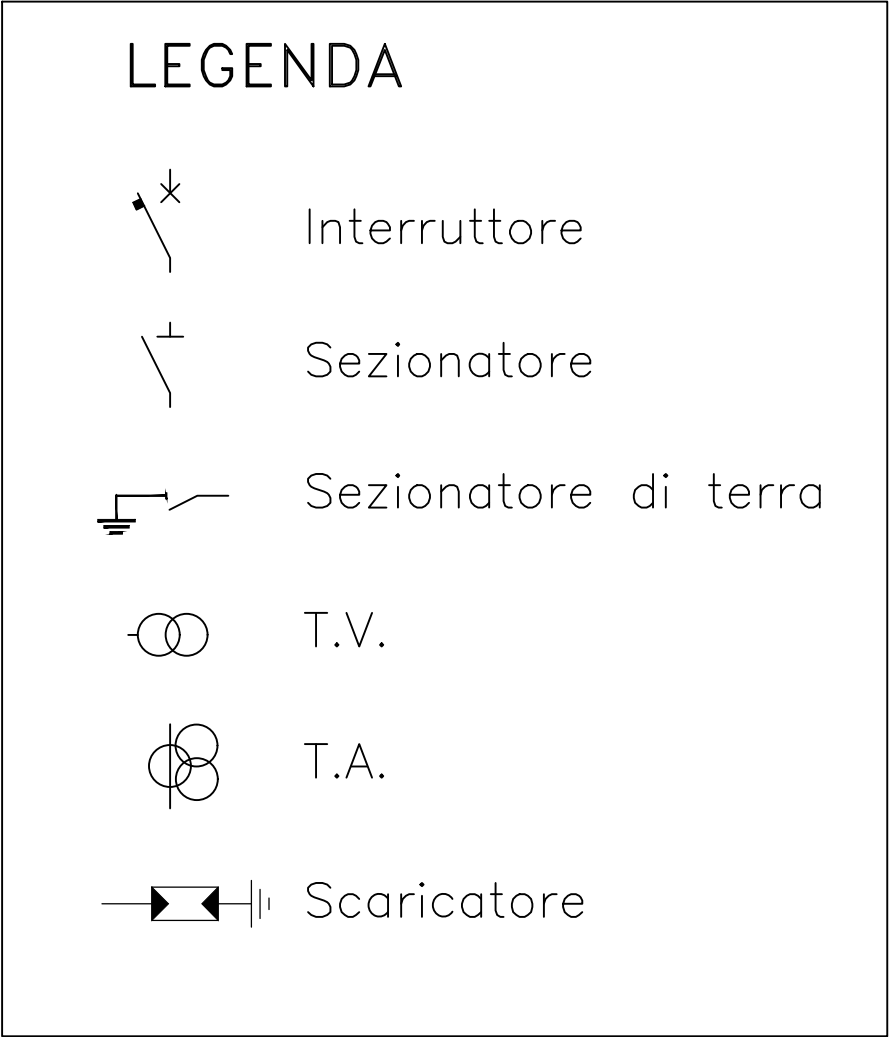 LEGENDA
Interruttore
Sezionatore
Sezionatore di terra
T.V.
T.A.
Scaricatore